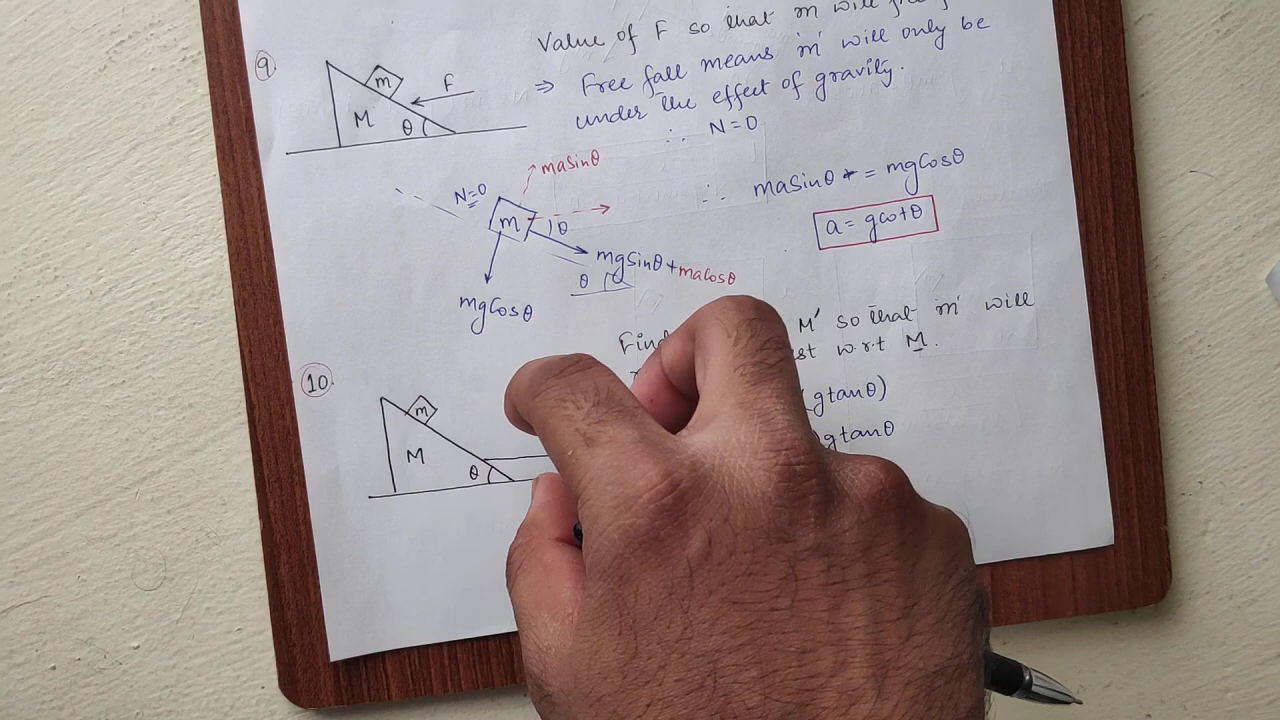 Value of F so that m will
9
m
F
M
θ
⇒ Free fall means 'm' will only be
under the effect of gravity.
∴ N=0
masinθ
N=0
m
θ
∴ masinθ = mgCosθ
a = gcotθ
mgsinθ + macosθ
θ
mgCosθ
Find M' so that 'm' will
w.r.t M.
10
m
M
θ
gtanθ)
gtanθ